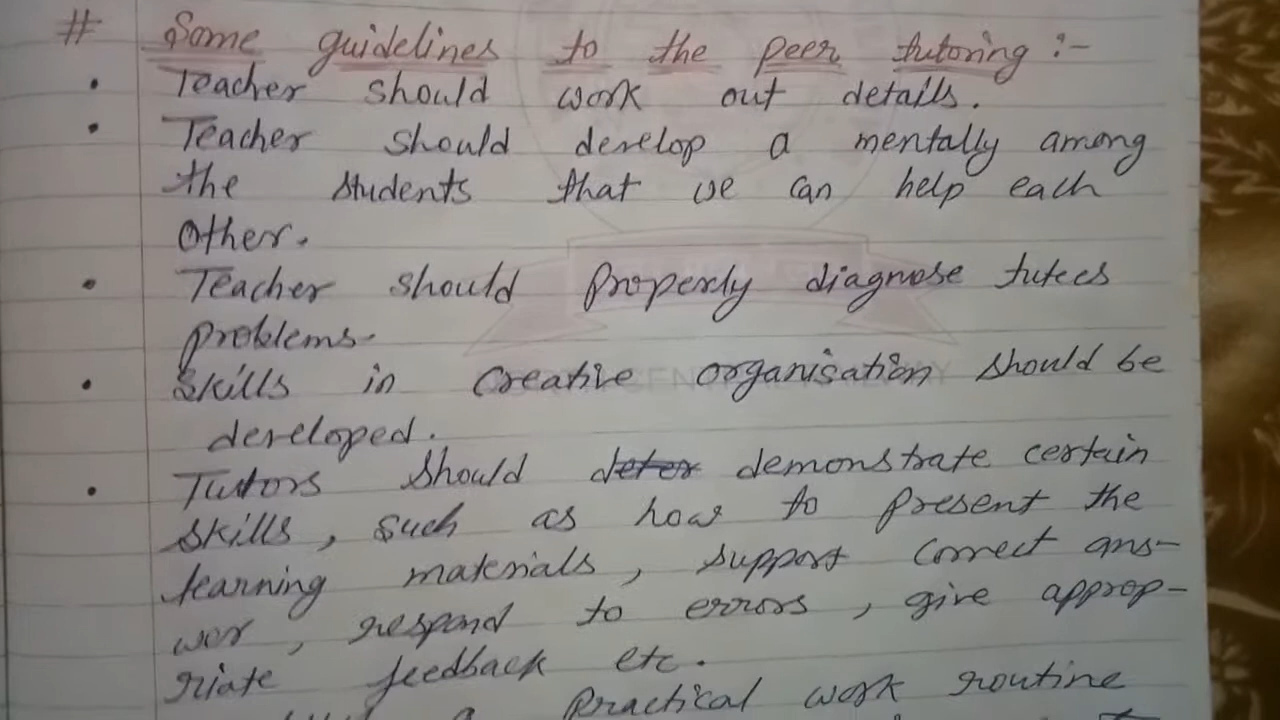 # Some guidelines to the peer tutoring :-
• Teacher should work out details.
• Teacher should develop a mentally among
the students that we can help each
other.
• Teacher should properly diagnose tutees
problems.
• Skills in creative organisation should be
developed.
• Tutors should deter demonstrate certain
skills, such as how to present the
learning materials, support correct ans-
wer, respond to errors, give approp-
riate feedback etc.
a practical work routine